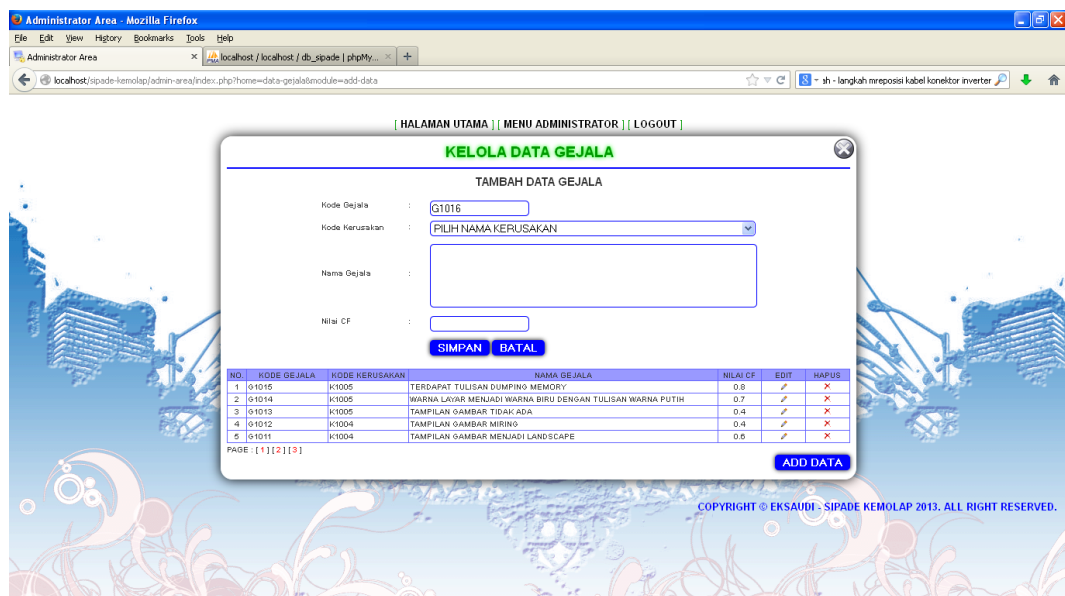 Administrator Area - Mozilla Firefox
File Edit View History Bookmarks Tools Help
Administrator Area × localhost / localhost / db_sipade | phpMy... × +
localhost/sipade-kemolap/admin-area/index.php?home=data-gejala&module=add-data - langkah mreposisi kabel konektor inverter
[ HALAMAN UTAMA ] [ MENU ADMINISTRATOR ] [ LOGOUT ]
KELOLA DATA GEJALA
TAMBAH DATA GEJALA
Kode Gejala : G1016
Kode Kerusakan : PILIH NAMA KERUSAKAN
Nama Gejala :
Nilai CF :
SIMPAN BATAL
NO. KODE GEJALA KODE KERUSAKAN NAMA GEJALA NILAI CF EDIT HAPUS
1 G1015 K1005 TERDAPAT TULISAN DUMPING MEMORY 0.8
2 G1014 K1005 WARNA LAYAR MENJADI WARNA BIRU DENGAN TULISAN WARNA PUTIH 0.7
3 G1013 K1005 TAMPILAN GAMBAR TIDAK ADA 0.4
4 G1012 K1004 TAMPILAN GAMBAR MIRING 0.4
5 G1011 K1004 TAMPILAN GAMBAR MENJADI LANDSCAPE 0.6
PAGE : [ 1 ] [ 2 ] [ 3 ]
ADD DATA
COPYRIGHT © EKSAUDI - SIPADE KEMOLAP 2013. ALL RIGHT RESERVED.